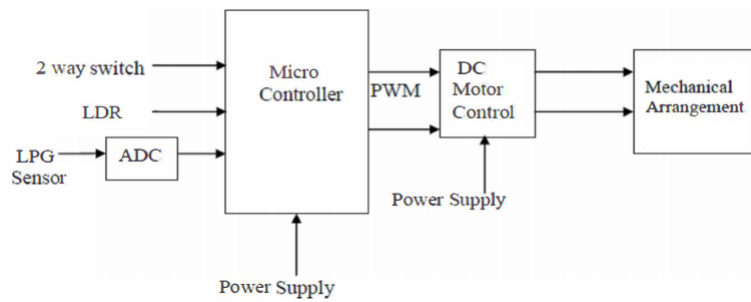 2 way switch
LDR
LPG
Sensor
ADC
Micro
Controller
PWM
DC
Motor
Control
Mechanical
Arrangement
Power Supply
Power Supply